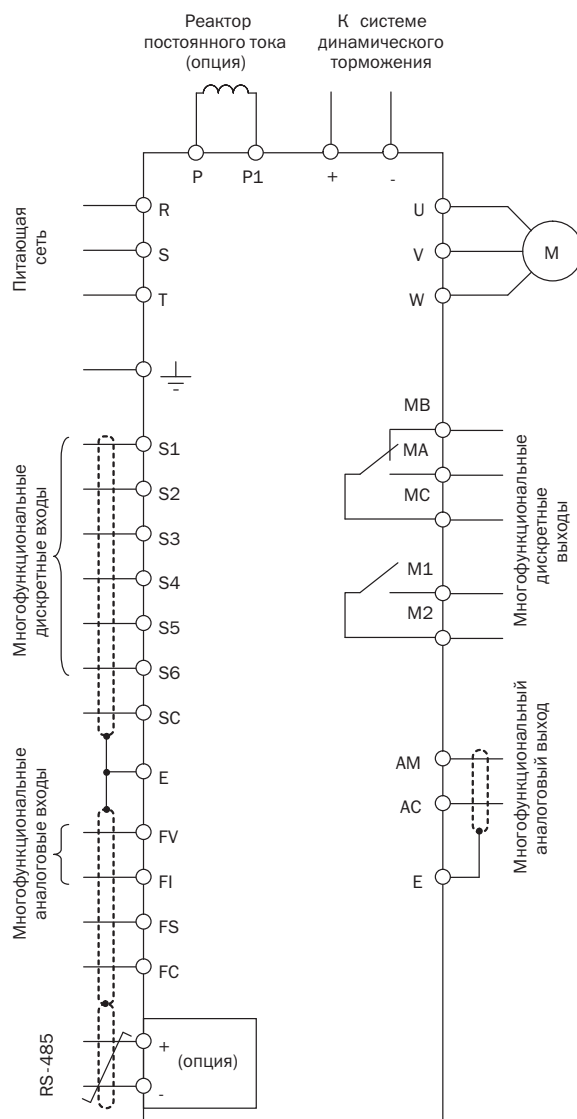 Реактор
постоянного тока
(опция)
К системе
динамического
торможения
P
P1
+
-
Питающая
сеть
R
S
T
U
V
W
M
Многофункциональные
дискретные входы
S1
S2
S3
S4
S5
S6
SC
E
MB
MA
MC
M1
M2
Многофункциональные
дискретные
выходы
Многофункциональные
аналоговые входы
FV
FI
FS
FC
AM
AC
E
Многофункциональный
аналоговый выход
RS-485
+
(опция)
-